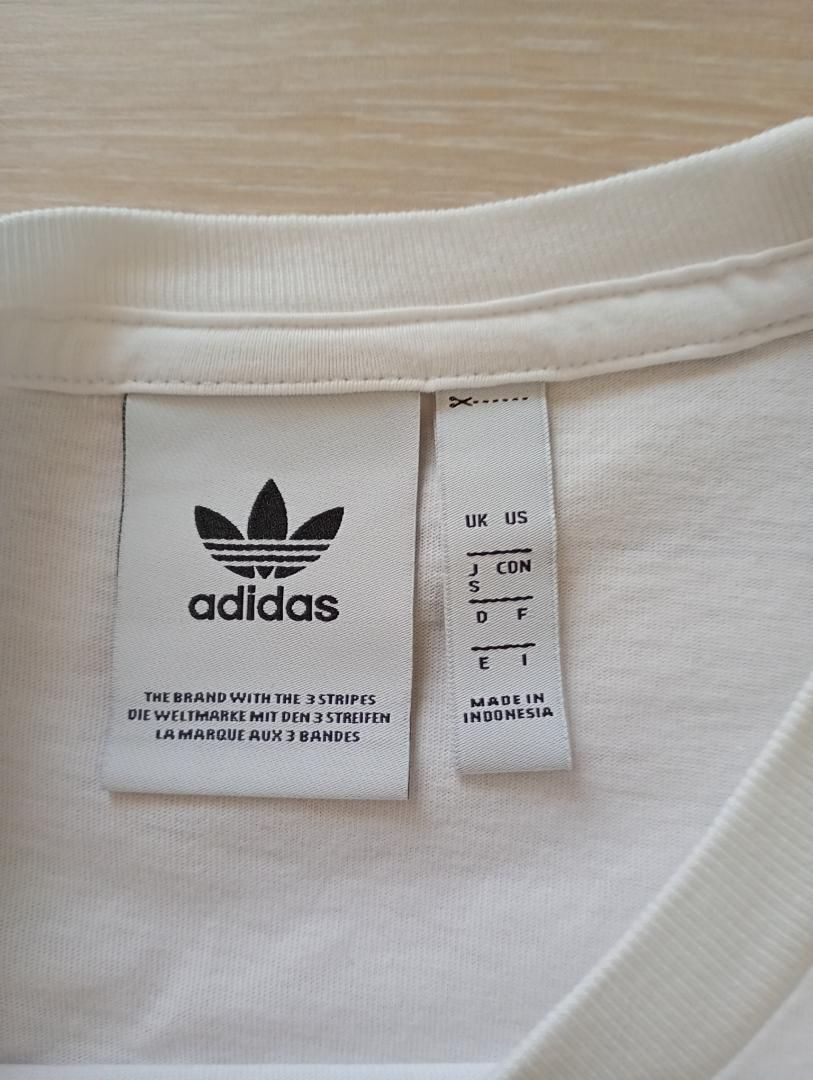 adidas
THE BRAND WITH THE 3 STRIPES
DIE WELTMARKE MIT DEN 3 STREIFEN
LA MARQUE AUX 3 BANDES
UK US
J CDN
S
D F
E I
MADE IN
INDONESIA